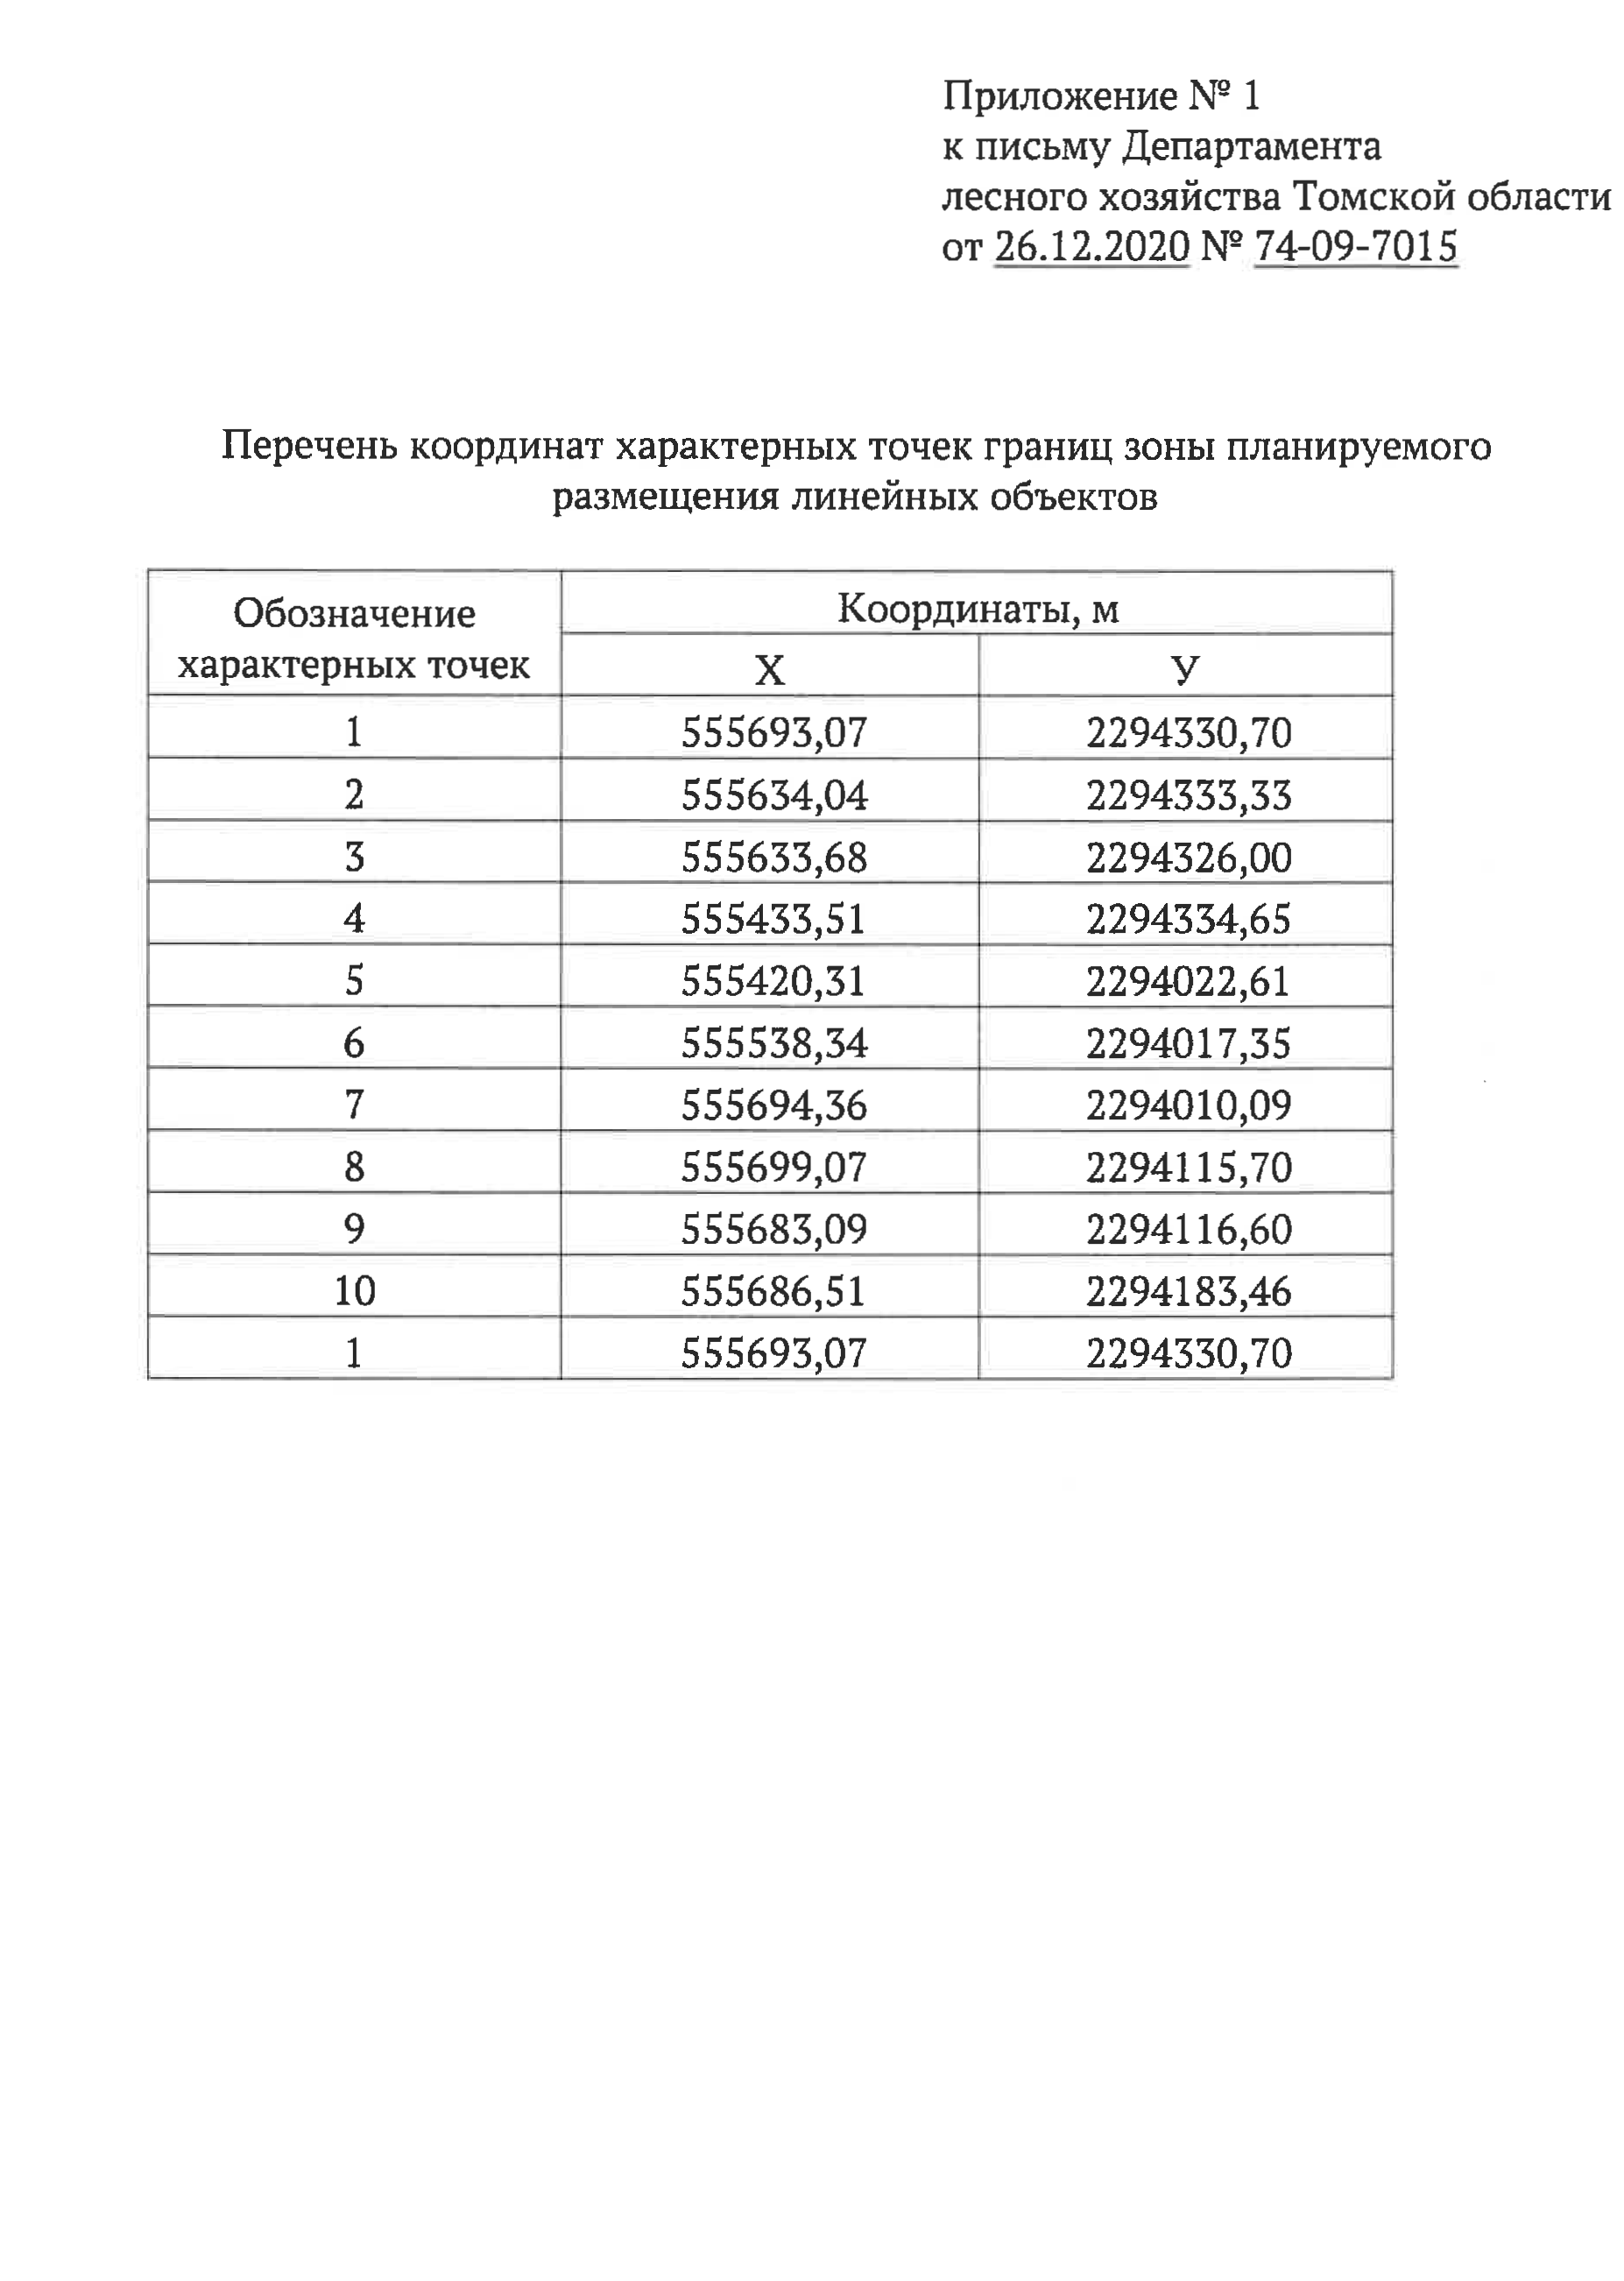 Приложение № 1
к письму Департамента
лесного хозяйства Томской области
от 26.12.2020 № 74-09-7015
Перечень координат характерных точек границ зоны планируемого
размещения линейных объектов
Обозначение характерных точек Координаты, м
Х У
1 555693,07 2294330,70
2 555634,04 2294333,33
3 555633,68 2294326,00
4 555433,51 2294334,65
5 555420,31 2294022,61
6 555538,34 2294017,35
7 555694,36 2294010,09
8 555699,07 2294115,70
9 555683,09 2294116,60
10 555686,51 2294183,46
1 555693,07 2294330,70